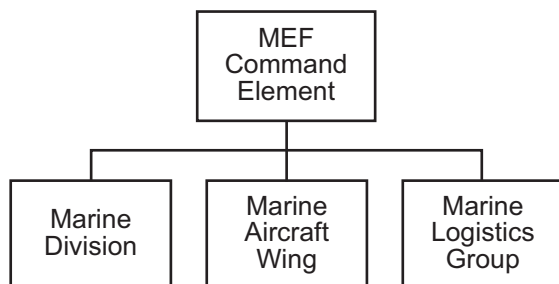 MEF
Command
Element
Marine
Division
Marine
Aircraft
Wing
Marine
Logistics
Group